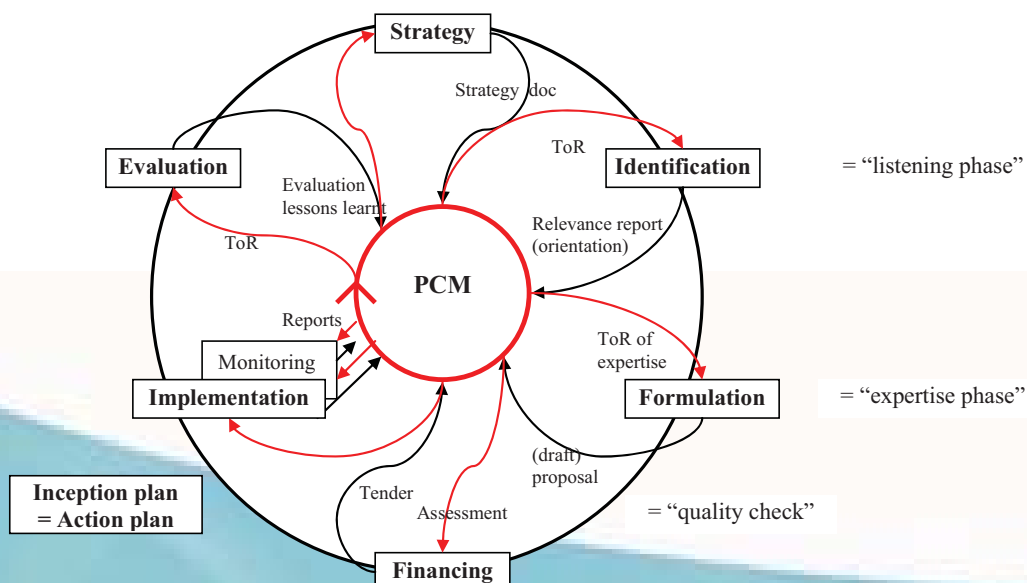 Strategy
Strategy doc
ToR
Identification
= “listening phase”
Evaluation
Evaluation
lessons learnt
ToR
Relevance report
(orientation)
PCM
Reports
Monitoring
Implementation
ToR of
expertise
Formulation
= “expertise phase”
(draft)
proposal
Inception plan
= Action plan
Tender
Assessment
= “quality check”
Financing